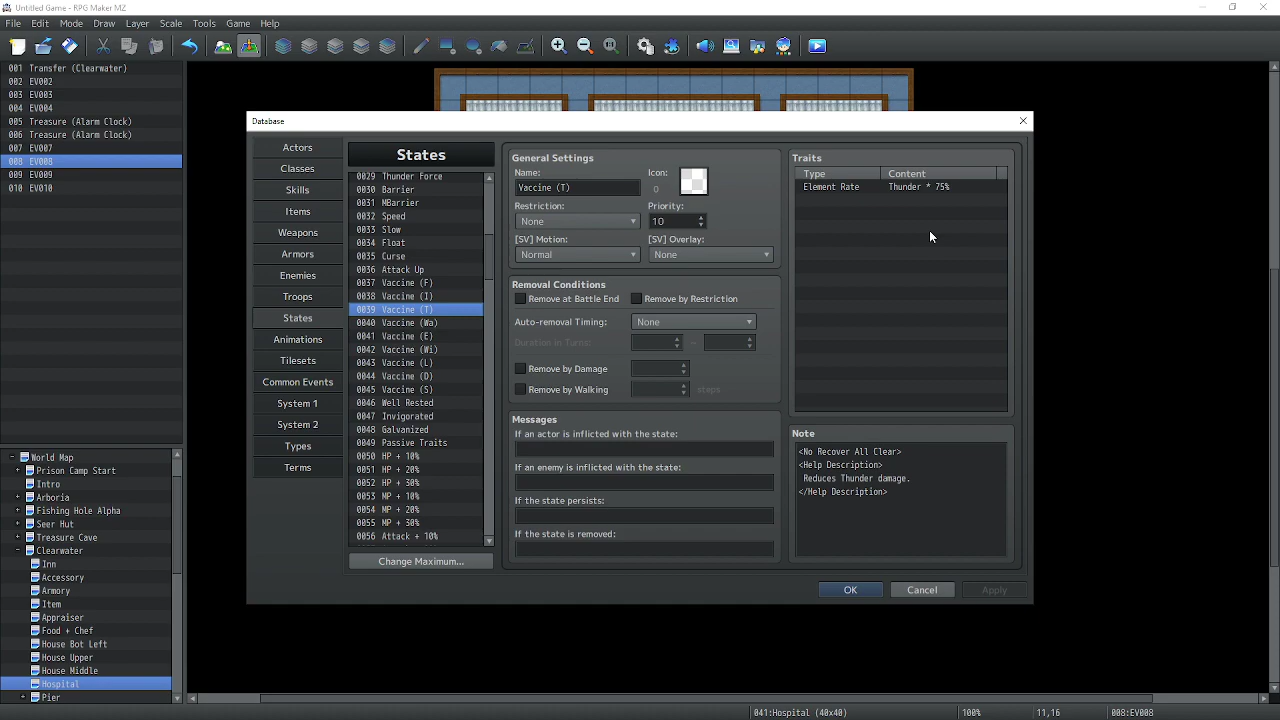 Untitled Game - RPG Maker MZ
File Edit Mode Draw Layer Scale Tools Game Help
001 Transfer (Clearwater)
002 EV002
003 EV003
004 EV004
005 Treasure (Alarm Clock)
006 Treasure (Alarm Clock)
007 EV007
008 EV008
009 EV009
010 EV010
World Map
Prison Camp Start
Intro
Arboria
Fishing Hole Alpha
Seer Hut
Treasure Cave
Clearwater
Inn
Accessory
Armory
Item
Appraiser
Food + Chef
House Bot Left
House Upper
House Middle
Hospital
Pier
Database
Actors
Classes
Skills
Items
Weapons
Armors
Enemies
Troops
States
Animations
Tilesets
Common Events
System 1
System 2
Types
Terms
States
0029 Thunder Force
0030 Barrier
0031 MBarrier
0032 Speed
0033 Slow
0034 Float
0035 Curse
0036 Attack Up
0037 Vaccine (F)
0038 Vaccine (I)
0039 Vaccine (T)
0040 Vaccine (Wa)
0041 Vaccine (E)
0042 Vaccine (Wi)
0043 Vaccine (L)
0044 Vaccine (D)
0045 Vaccine (S)
0046 Well Rested
0047 Invigorated
0048 Galvanized
0049 Passive Traits
0050 HP + 10%
0051 HP + 20%
0052 HP + 30%
0053 MP + 10%
0054 MP + 20%
0055 MP + 30%
0056 Attack + 10%
Change Maximum...
General Settings
Name: Icon:
Vaccine (T) 0
Restriction: Priority:
None 10
[SV] Motion: [SV] Overlay:
Normal None
Removal Conditions
Remove at Battle End Remove by Restriction
Auto-removal Timing: None
Duration in Turns: ~
Remove by Damage
Remove by Walking steps
Messages
If an actor is inflicted with the state:
If an enemy is inflicted with the state:
If the state persists:
If the state is removed:
Traits
Type Content
Element Rate Thunder * 75%
Note
<No Recover All Clear>
<Help Description>
Reduces Thunder damage.
</Help Description>
OK Cancel Apply
041:Hospital (40x40) 100% 11,16 008:EV008